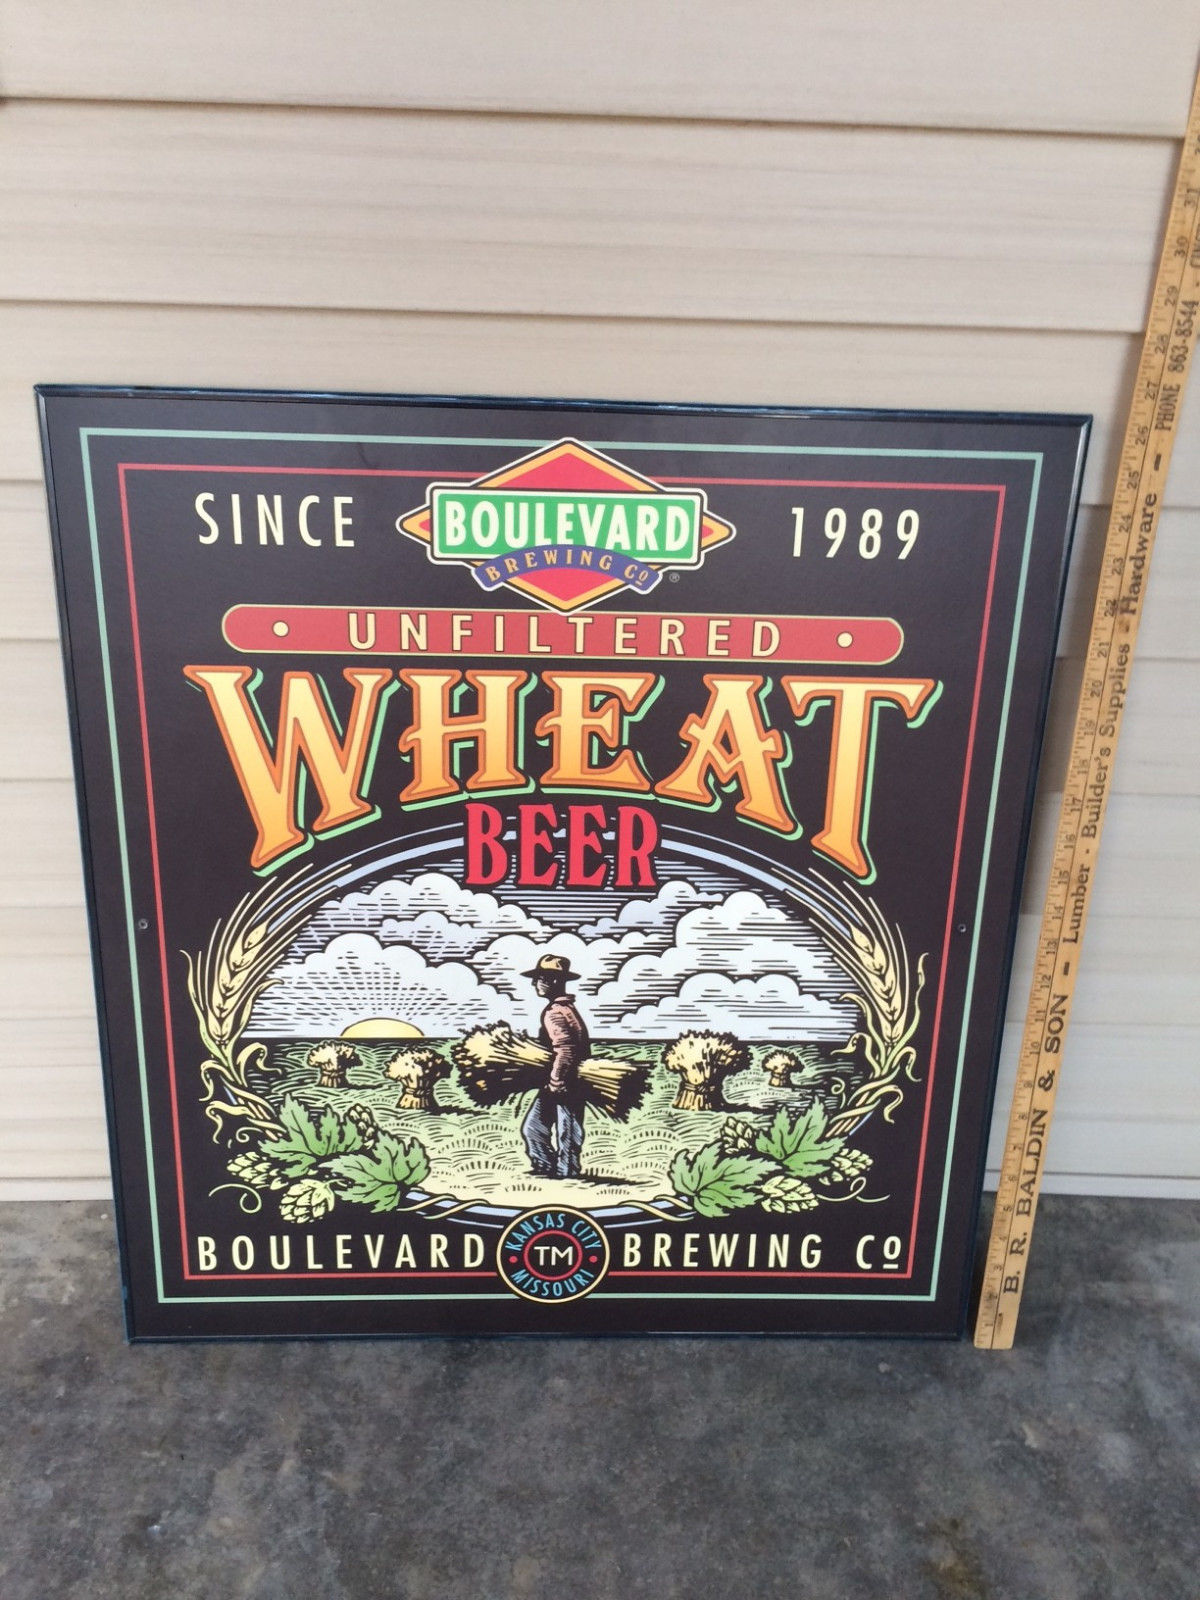 SINCE
BOULEVARD
BREWING Cº
®
1989
• UNFILTERED •
WHEAT
BEER
BOULEVARD
KANSAS CITY
TM
MISSOURI
BREWING Cº
B. R. BALDIN & SON - Lumber - Builder's Supplies - Hardware - PHONE 863-8544